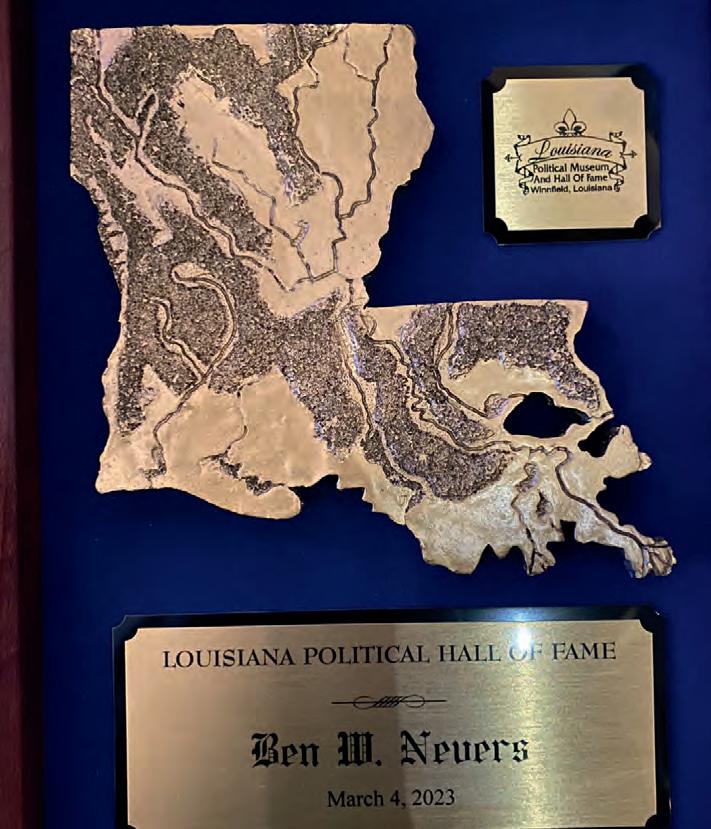 Louisiana
Political Museum
And Hall Of Fame
Winnfield, Louisiana
LOUISIANA POLITICAL HALL OF FAME
Ben W. Nevers
March 4, 2023